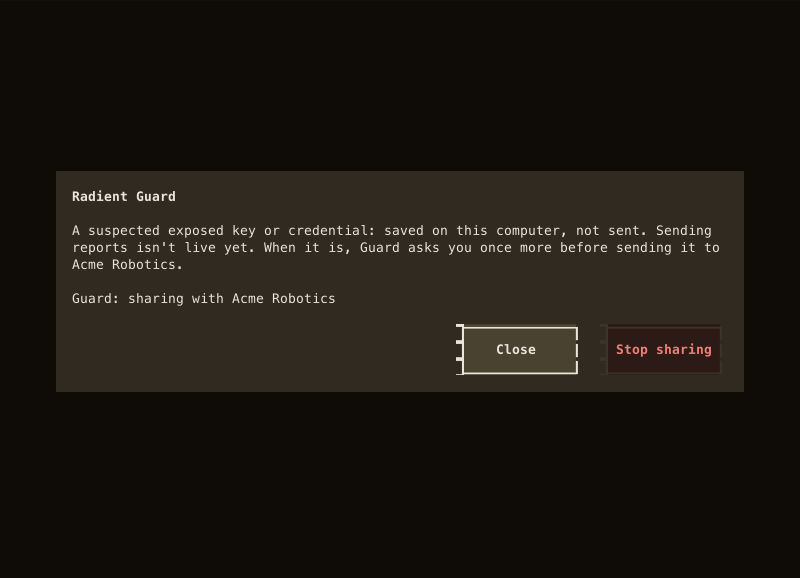 Radient Guard
A suspected exposed key or credential: saved on this computer, not sent. Sending
reports isn't live yet. When it is, Guard asks you once more before sending it to
Acme Robotics.
Guard: sharing with Acme Robotics
Close
Stop sharing